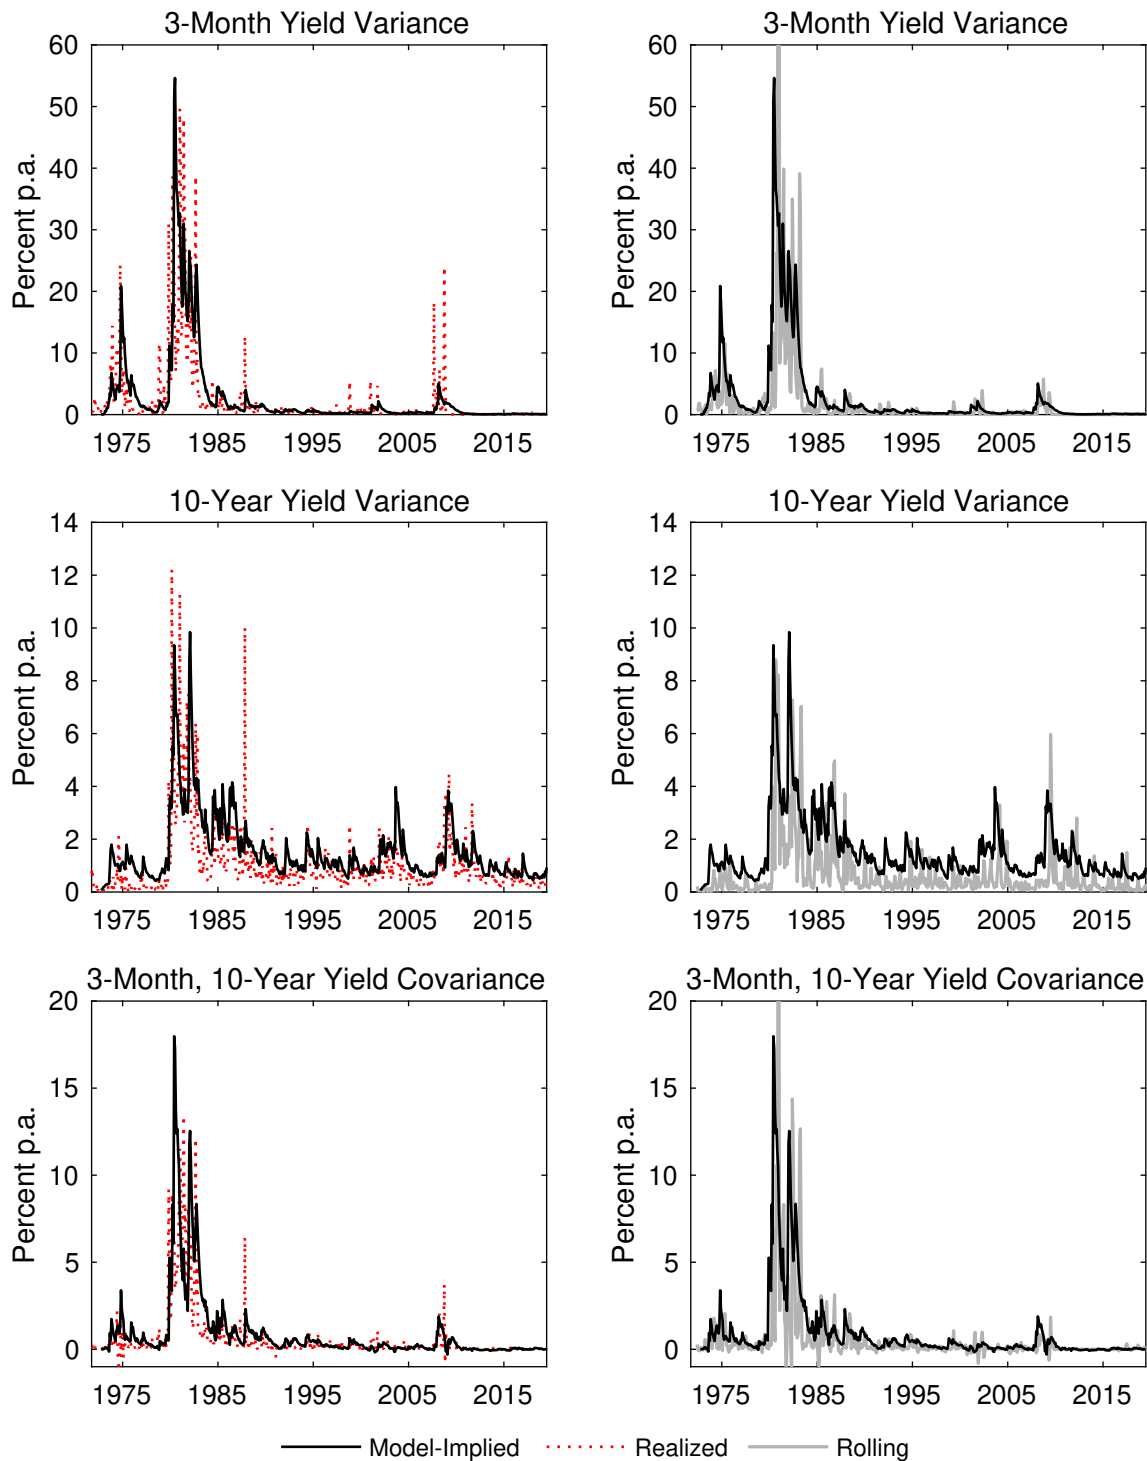 3-Month Yield Variance
Percent p.a.
60
50
40
30
20
10
0
1975 1985 1995 2005 2015
3-Month Yield Variance
Percent p.a.
60
50
40
30
20
10
0
1975 1985 1995 2005 2015
10-Year Yield Variance
Percent p.a.
14
12
10
8
6
4
2
0
1975 1985 1995 2005 2015
10-Year Yield Variance
Percent p.a.
14
12
10
8
6
4
2
0
1975 1985 1995 2005 2015
3-Month, 10-Year Yield Covariance
Percent p.a.
20
15
10
5
0
1975 1985 1995 2005 2015
3-Month, 10-Year Yield Covariance
Percent p.a.
20
15
10
5
0
1975 1985 1995 2005 2015
Model-Implied Realized Rolling